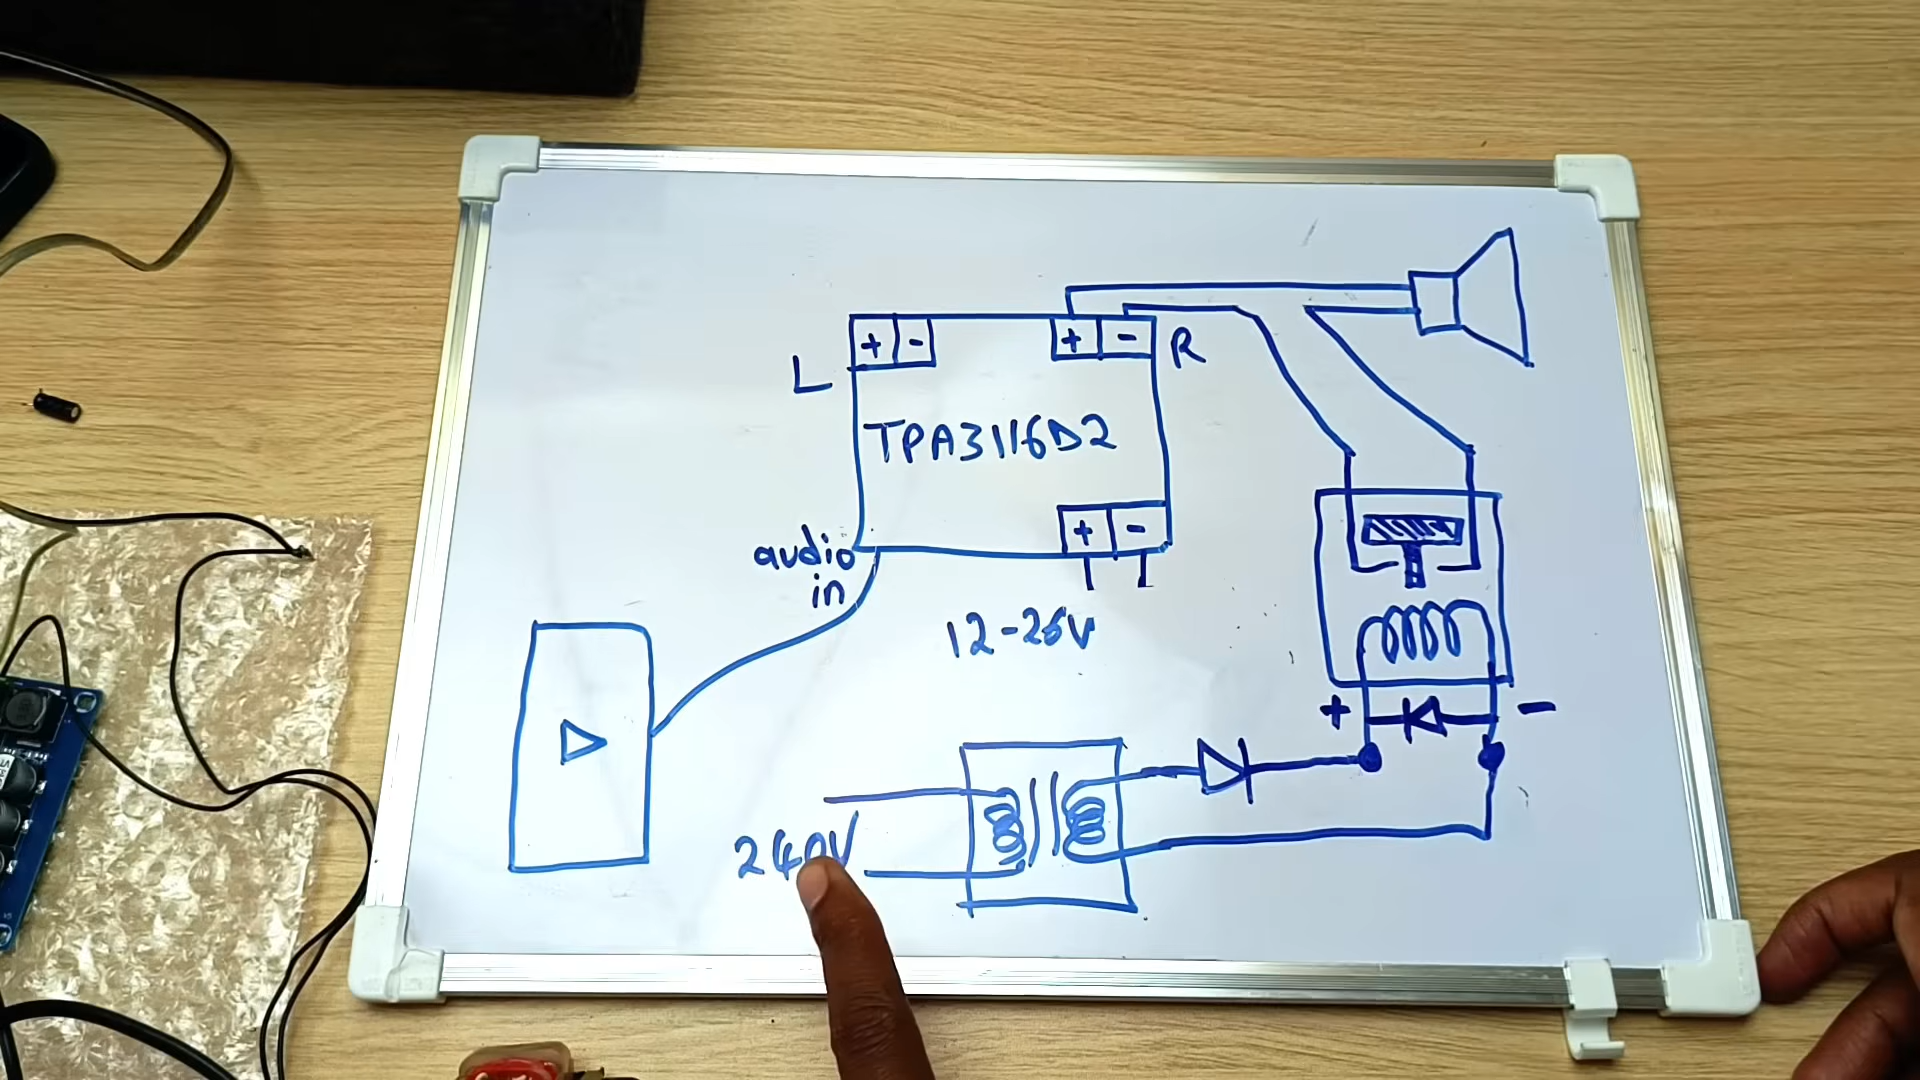 + - + -
L R
TPA3116D2
+ -
audio
in
12-26V
+ -
240V